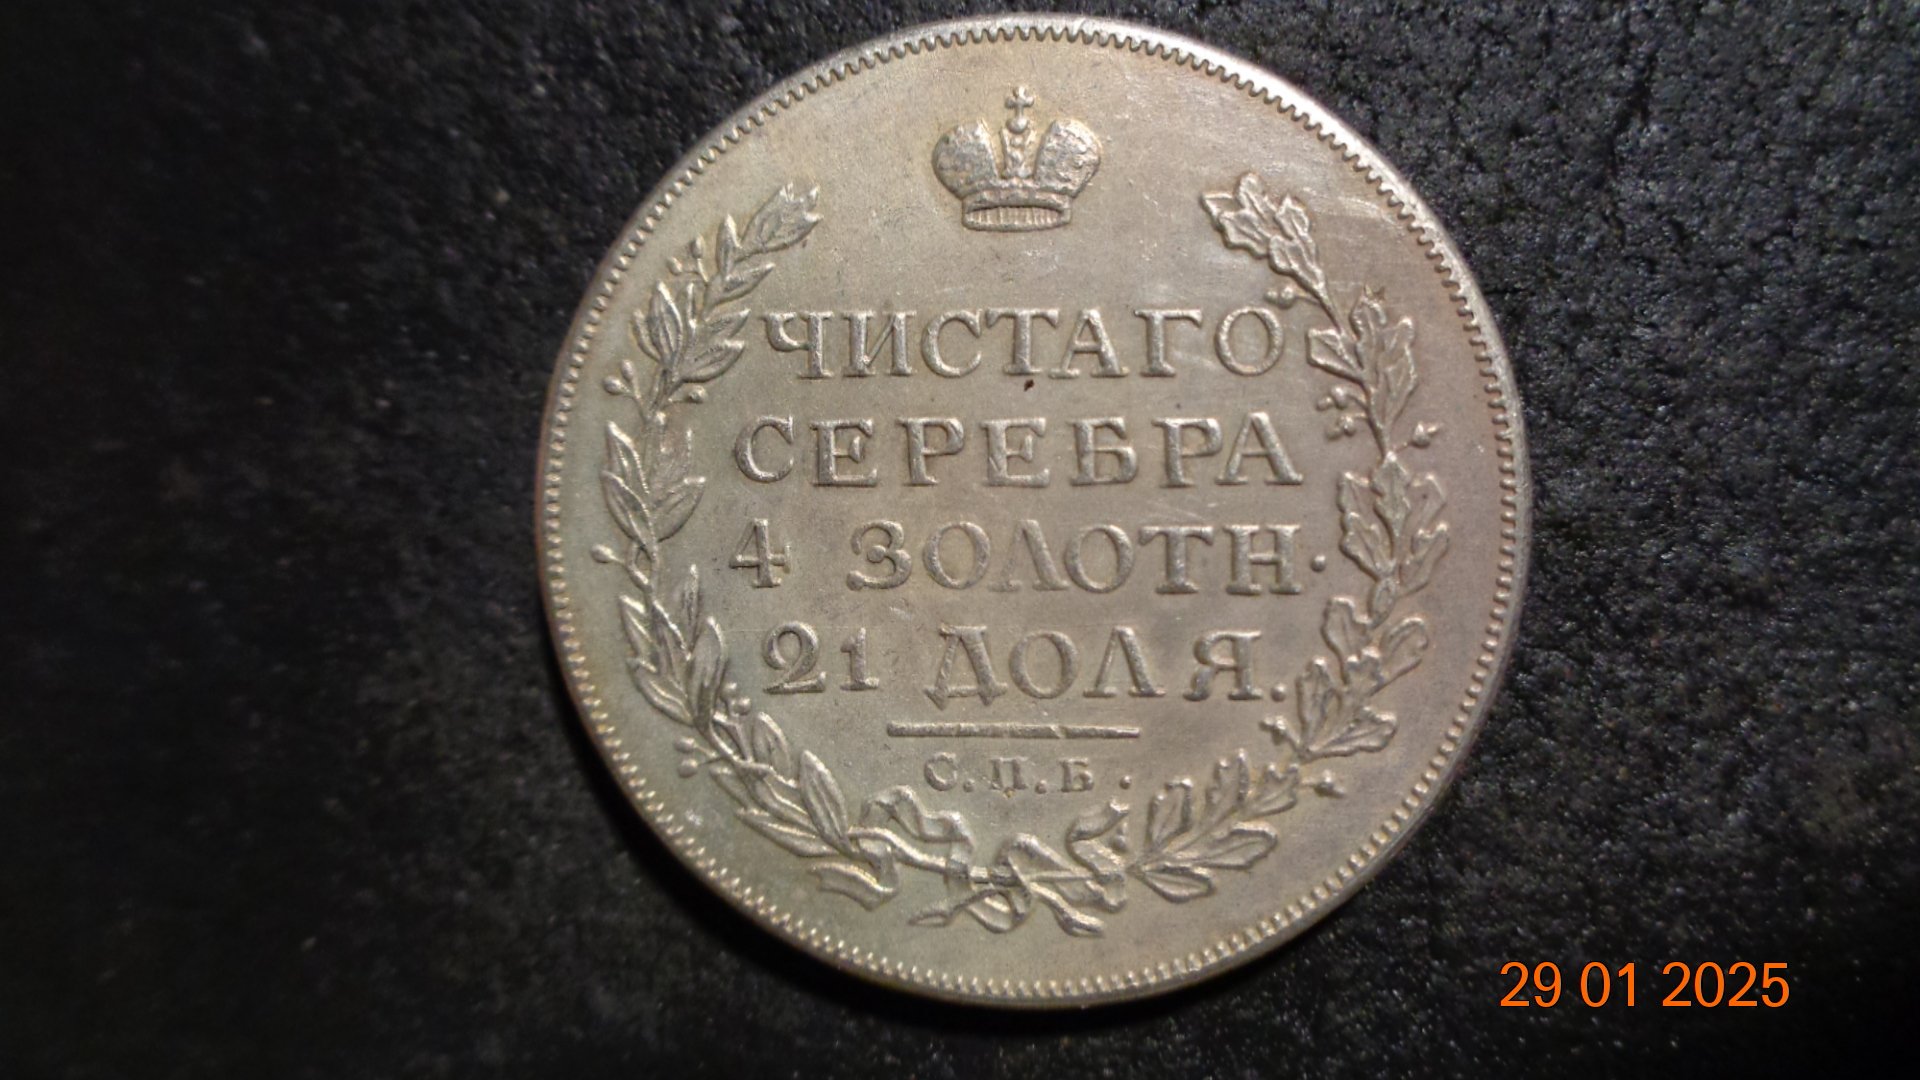 ЧИСТАГО
СЕРЕБРА
4 ЗОЛОТН·
21 ДОЛЯ.
С.П.Б.
29 01 2025